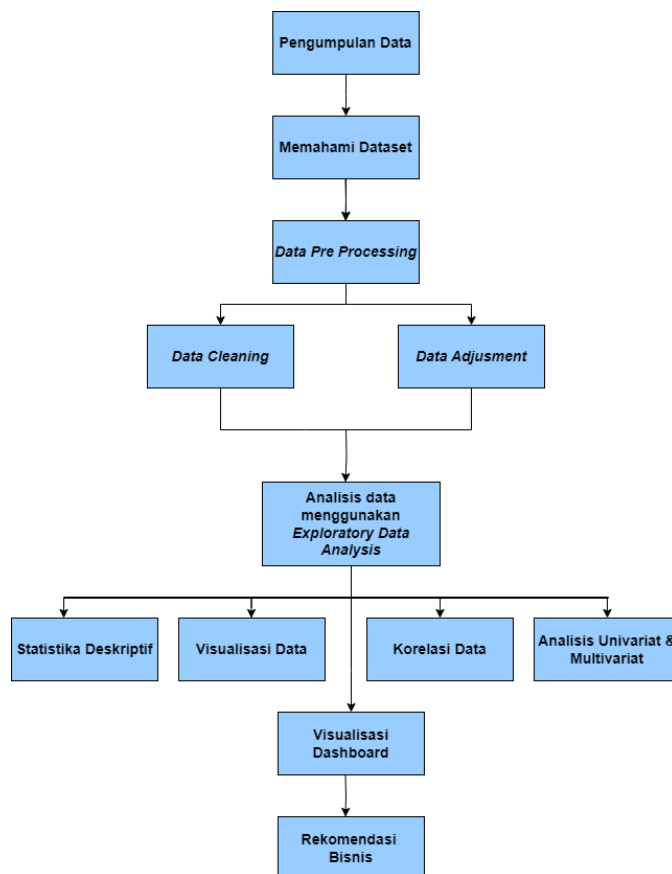 Pengumpulan Data
Memahami Dataset
Data Pre Processing
Data Cleaning
Data Adjusment
Analisis data
menggunakan
Exploratory Data
Analysis
Statistika Deskriptif
Visualisasi Data
Korelasi Data
Analisis Univariat &
Multivariat
Visualisasi
Dashboard
Rekomendasi
Bisnis